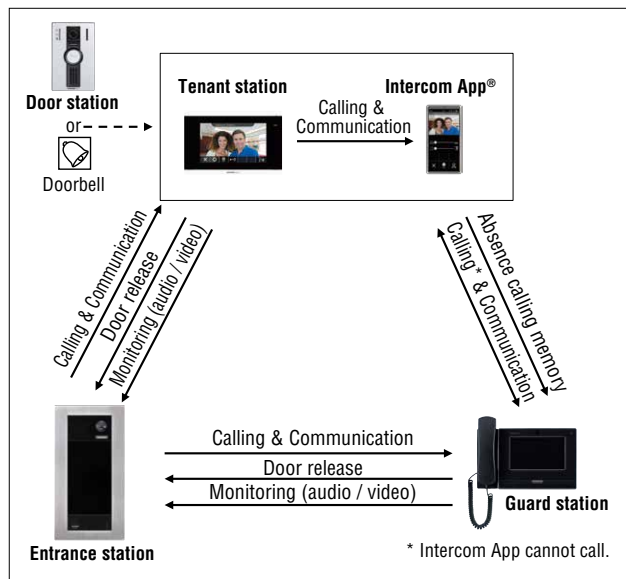 Door station
or
Doorbell
Tenant station
Intercom App®
Calling &
Communication
Calling & Communication
Door release
Monitoring (audio / video)
Absence calling memory
Calling * & Communication
Calling & Communication
Door release
Monitoring (audio / video)
Entrance station
Guard station
* Intercom App cannot call.